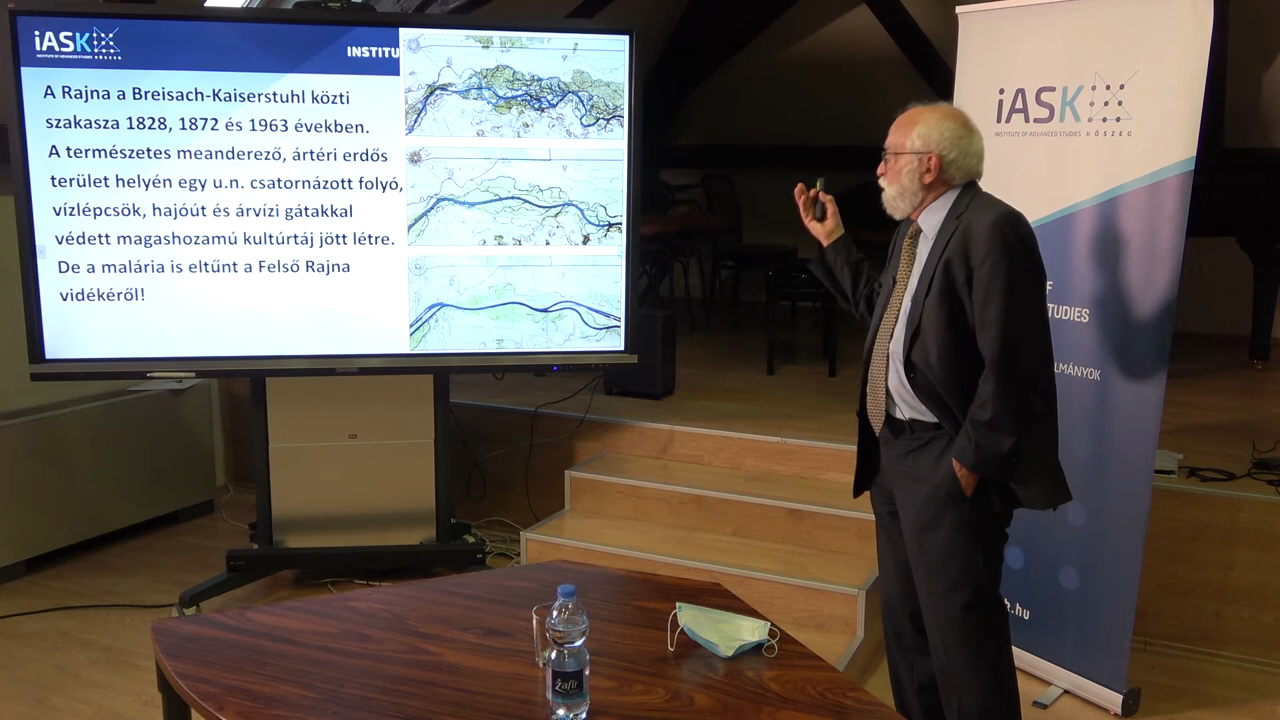 iASK
INSTITUTE OF ADVANCED STUDIES KŐSZEG
INSTITU
A Rajna a Breisach-Kaiserstuhl közti
szakasza 1828, 1872 és 1963 években.
A természetes meanderező, ártéri erdős
terület helyén egy u.n. csatornázott folyó,
vízlépcsök, hajóút és árvízi gátakkal
védett magashozamú kultúrtáj jött létre.
De a malária is eltűnt a Felső Rajna
vidékéről!
iASK
INSTITUTE OF ADVANCED STUDIES KŐSZEG
F
TUDIES
LMÁNYOK
k.hu
Zafír